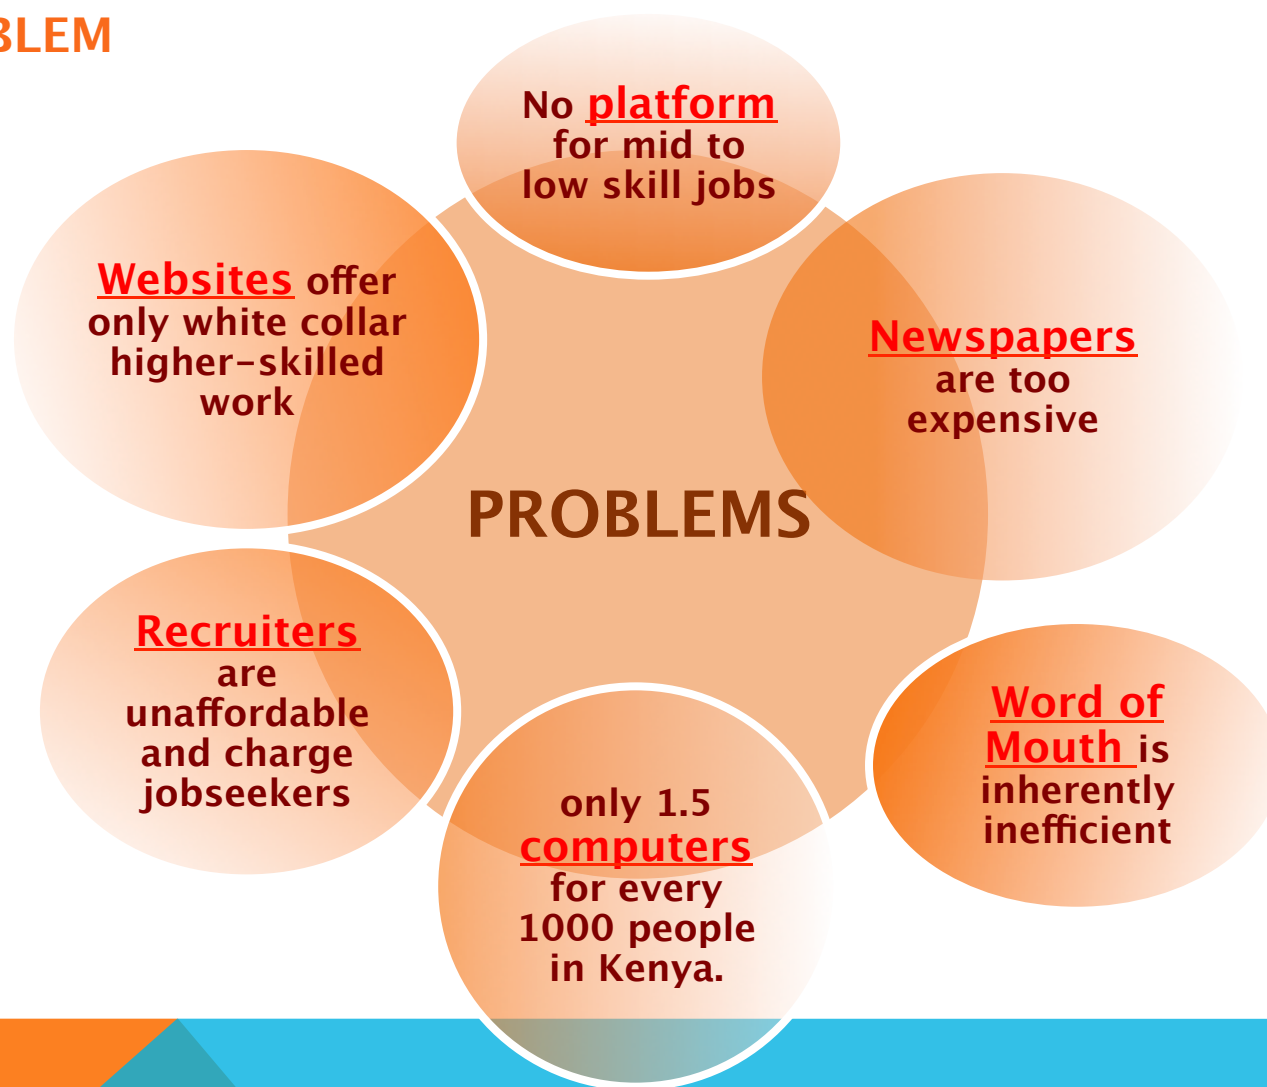 BLEM
No platform
for mid to
low skill jobs
Websites offer
only white collar
higher-skilled
work
Newspapers
are too
expensive
PROBLEMS
Recruiters
are
unaffordable
and charge
jobseekers
Word of
Mouth is
inherently
inefficient
only 1.5
computers
for every
1000 people
in Kenya.